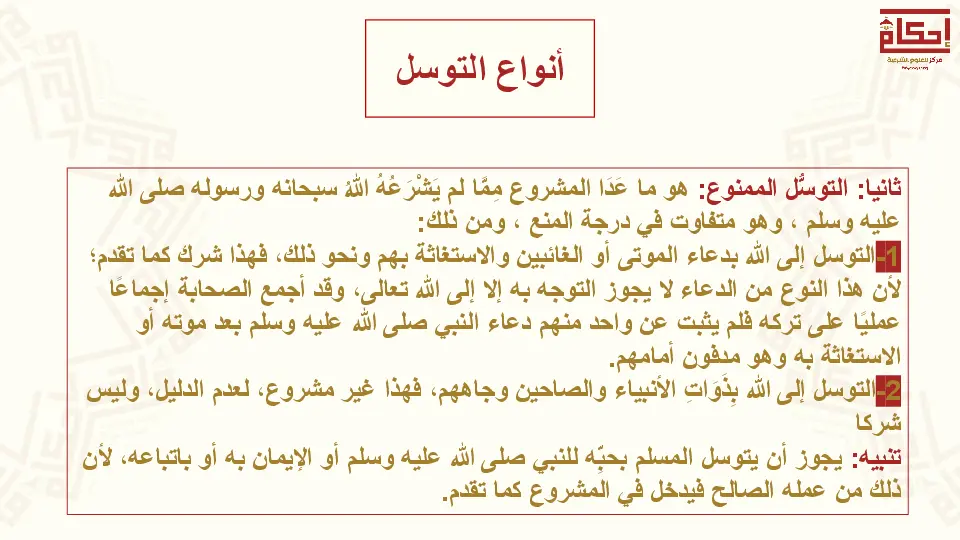 إحكام
مركز للعلوم الشرعية
أنواع التوسل
ثانيا: التوسُّل الممنوع: هو ما عَدَا المشروع مِمَّا لم يَشْرَعُهُ اللهُ سبحانه ورسوله صلى الله
عليه وسلم ، وهو متفاوت في درجة المنع ، ومن ذلك:
1-التوسل إلى الله بدعاء الموتى أو الغائبين والاستغاثة بهم ونحو ذلك، فهذا شرك كما تقدم؛
لأن هذا النوع من الدعاء لا يجوز التوجه به إلا إلى الله تعالى، وقد أجمع الصحابة إجماعًا
عمليًا على تركه فلم يثبت عن واحد منهم دعاء النبي صلى الله عليه وسلم بعد موته أو
الاستغاثة به وهو مدفون أمامهم.
2-التوسل إلى الله بِذَوَاتِ الأنبياء والصاحين وجاههم، فهذا غير مشروع، لعدم الدليل، وليس
شركا
تنبيه: يجوز أن يتوسل المسلم بحبِّه للنبي صلى الله عليه وسلم أو الإيمان به أو باتباعه، لأن
ذلك من عمله الصالح فيدخل في المشروع كما تقدم.